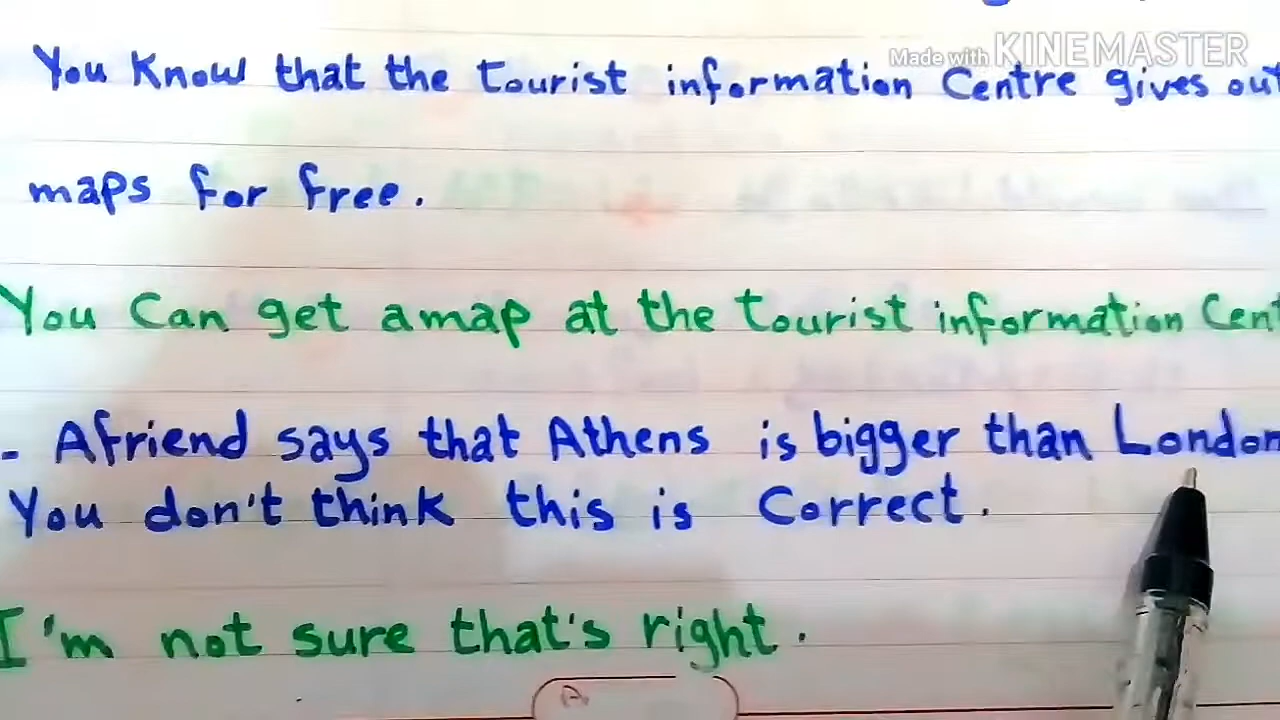 Made with KINEMASTER
You Know that the tourist information Centre gives out
maps for free.
You Can get a map at the tourist information Cent
- A friend says that Athens is bigger than London
You don't think this is Correct.
I'm not sure that's right.